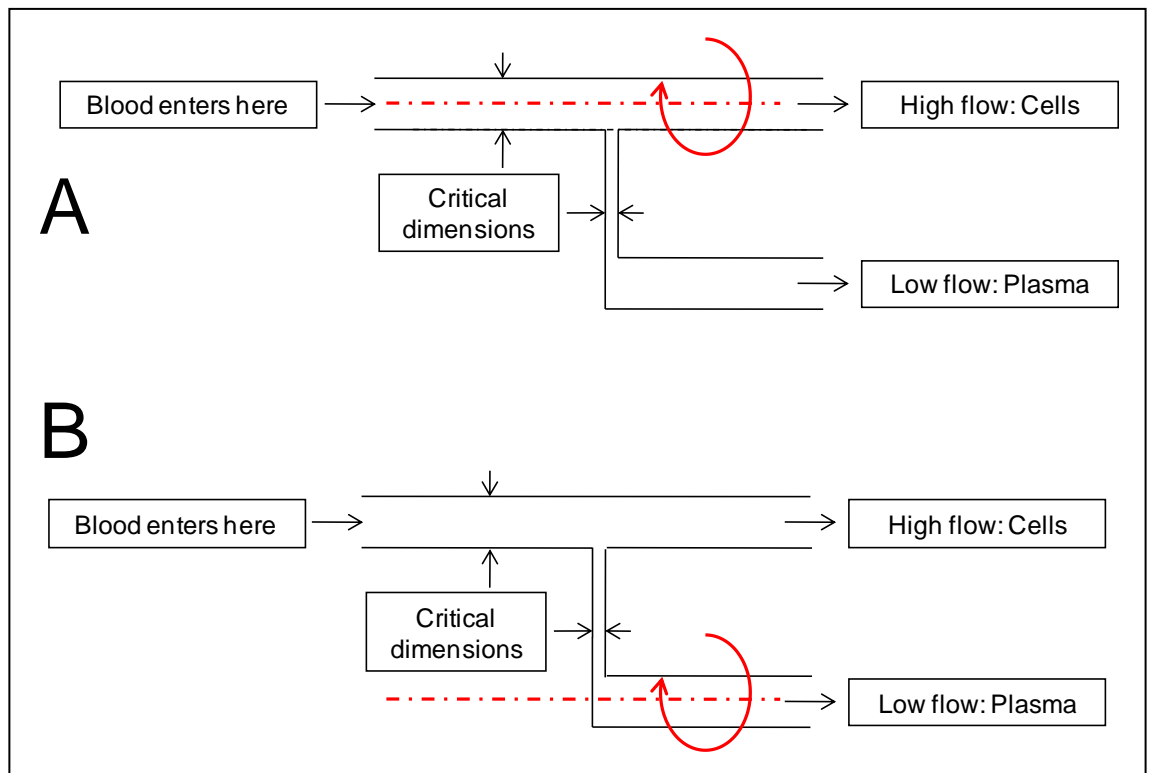 Blood enters here
High flow: Cells
A
Critical
dimensions
Low flow: Plasma
B
Blood enters here
High flow: Cells
Critical
dimensions
Low flow: Plasma